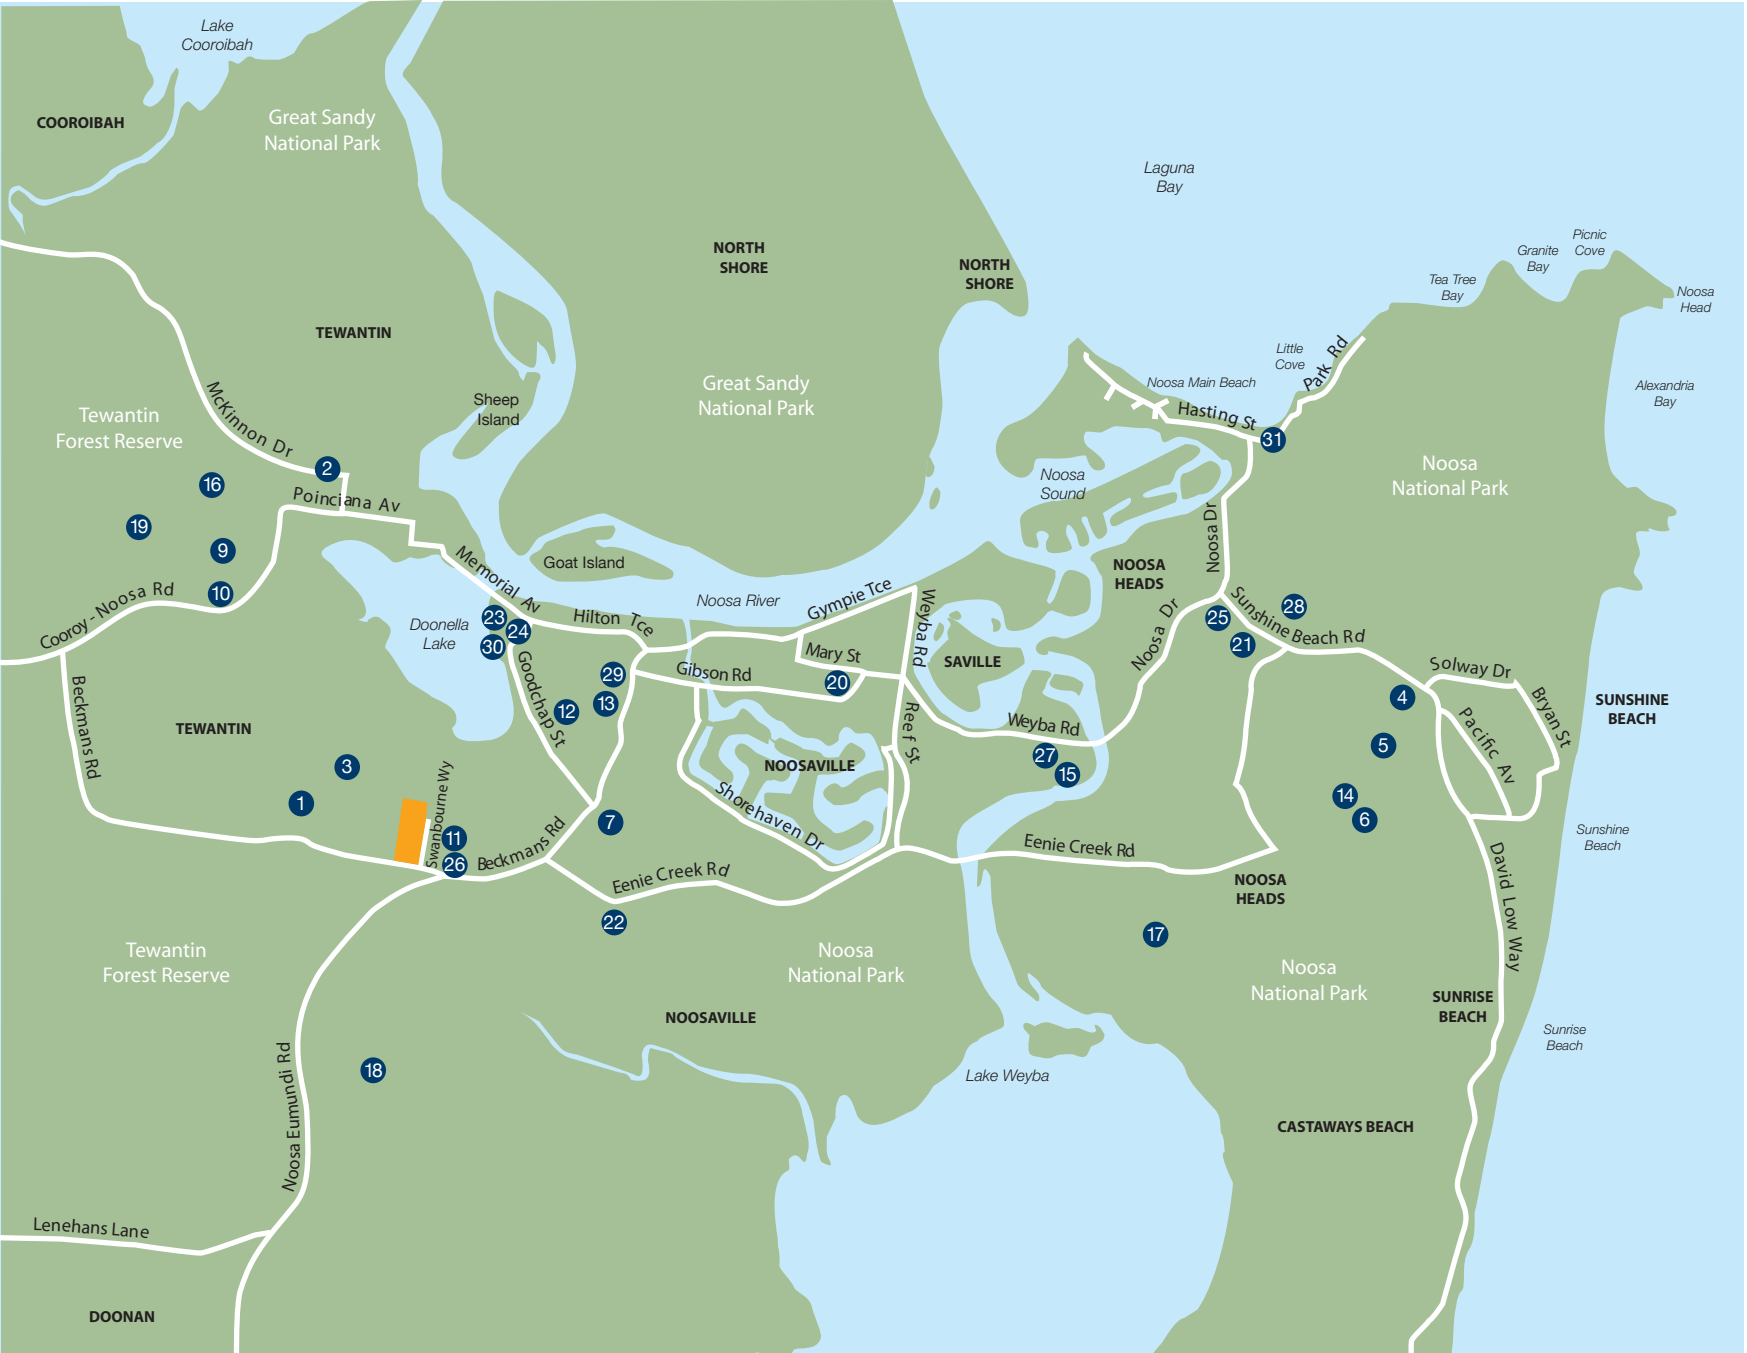 Lake
Cooroibah
COOROIBAH
Great Sandy
National Park
Laguna
Bay
NORTH
SHORE
NORTH
SHORE
Picnic
Cove
Granite
Bay
Tea Tree
Bay
Noosa
Head
TEWANTIN
Little
Cove
Park Rd
Noosa Main Beach
Alexandria
Bay
Great Sandy
National Park
Sheep
Island
McKinnon Dr
Tewantin
Forest Reserve
Hasting St
31
2
16
Poinciana Av
Noosa
Sound
Noosa
National Park
19
9
Noosa Dr
Memorial Av
Goat Island
NOOSA
HEADS
10
Cooroy - Noosa Rd
Noosa River
Gympie Tce
Weyba Rd
Sunshine Beach Rd
28
23
24
30
Doonella
Lake
Hilton Tce
25
21
Noosa Dr
Mary St
SAVILLE
Goodchap St
29
Gibson Rd
20
Solway Dr
4
Bryan St
SUNSHINE
BEACH
Beckmans Rd
TEWANTIN
12
13
Reef St
Weyba Rd
Pacific Av
5
27
15
3
NOOSAVILLE
1
Swanbourne Wy
14
6
Shorehaven Dr
7
11
26
Beckmans Rd
Sunshine
Beach
Eenie Creek Rd
Eenie Creek Rd
NOOSA
HEADS
David Low Way
22
17
Tewantin
Forest Reserve
Noosa
National Park
Noosa
National Park
SUNRISE
BEACH
NOOSAVILLE
Sunrise
Beach
Noosa Eumundi Rd
18
Lake Weyba
CASTAWAYS BEACH
Lenehans Lane
DOONAN